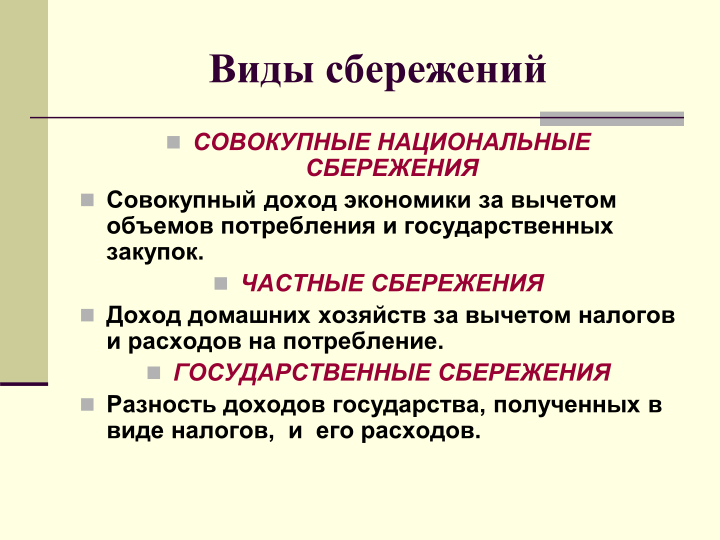 Виды сбережений
СОВОКУПНЫЕ НАЦИОНАЛЬНЫЕ
СБЕРЕЖЕНИЯ
Совокупный доход экономики за вычетом
объемов потребления и государственных
закупок.
ЧАСТНЫЕ СБЕРЕЖЕНИЯ
Доход домашних хозяйств за вычетом налогов
и расходов на потребление.
ГОСУДАРСТВЕННЫЕ СБЕРЕЖЕНИЯ
Разность доходов государства, полученных в
виде налогов, и его расходов.